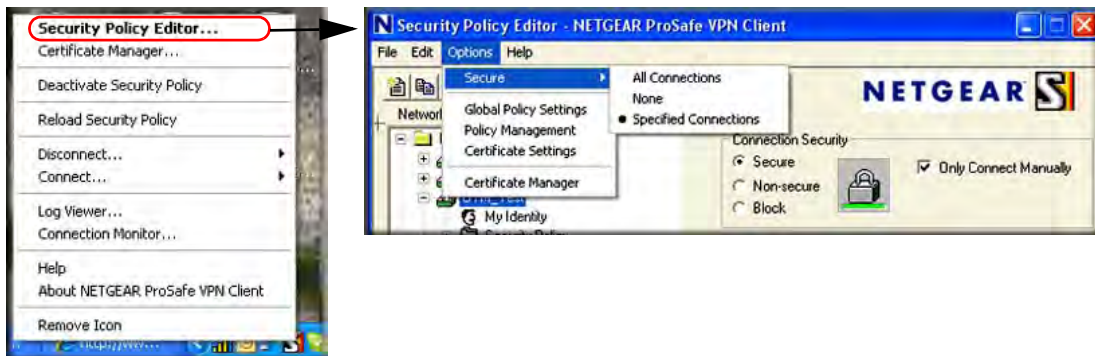 Security Policy Editor...
Certificate Manager...
Deactivate Security Policy
Reload Security Policy
Disconnect...
Connect...
Log Viewer...
Connection Monitor...
Help
About NETGEAR ProSafe VPN Client
Remove Icon
N Security Policy Editor - NETGEAR ProSafe VPN Client
File Edit Options Help
Secure
Global Policy Settings
Policy Management
Certificate Settings
Certificate Manager
All Connections
None
Specified Connections
NETGEAR
Connection Security
Secure
Non-secure
Block
Only Connect Manually
My Identity
Security Policy